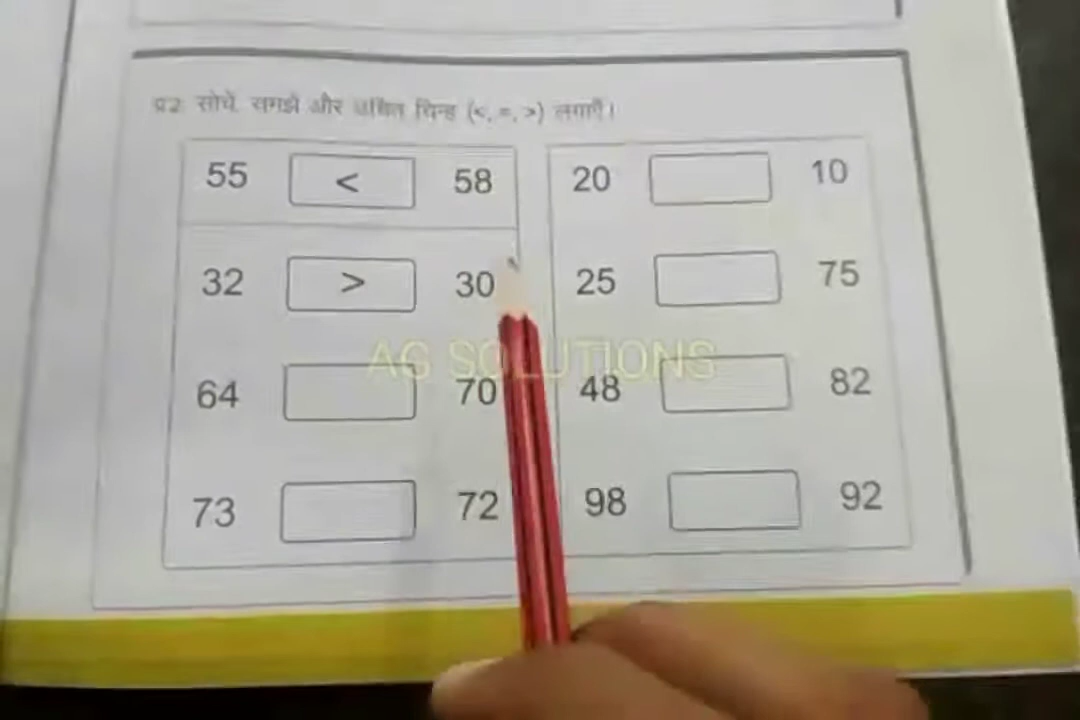 प्र2 सोचें, समझें और उचित चिन्ह (<, =, >) लगाएँ।
55 < 58 20 10
32 > 30 25 75
AG SOLUTIONS
64 70 48 82
73 72 98 92